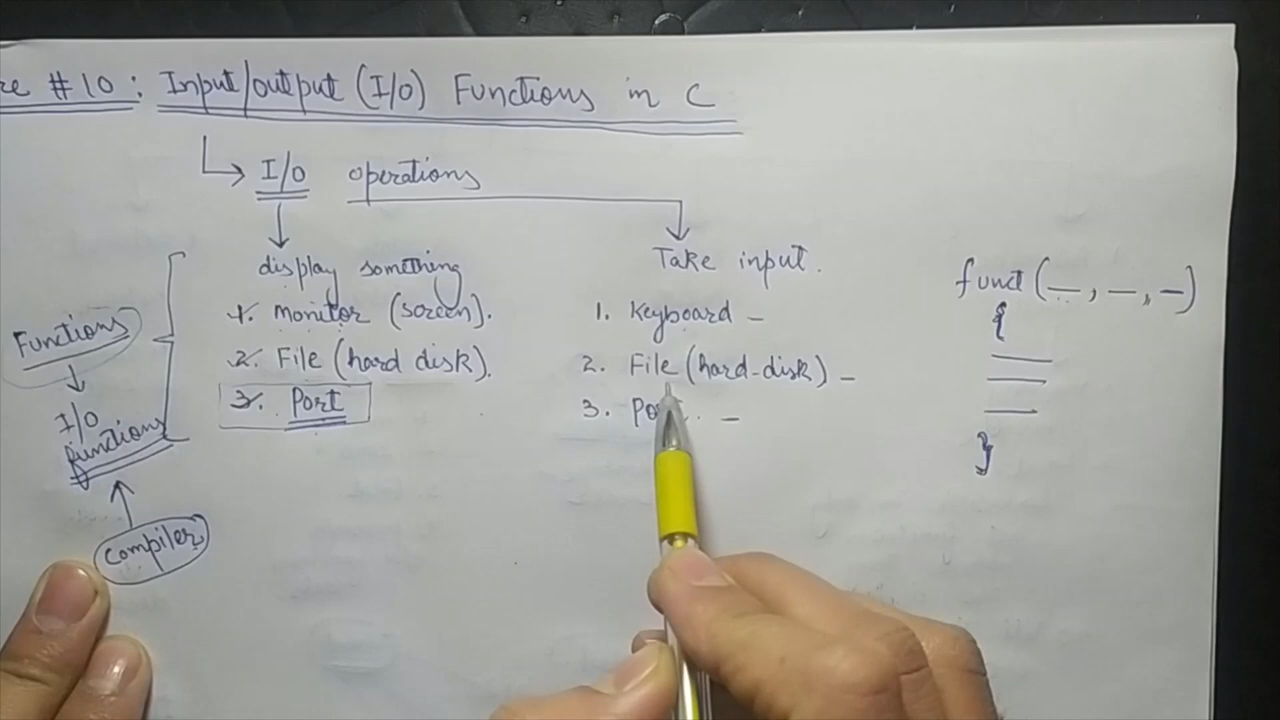 #10: Input/output (I/O) Functions in C
I/O operations
display something
1. monitor (screen).
2. File (hard disk).
3. Port
Take input.
1. Keyboard -
2. File (hard-disk) -
3. -
Functions
I/O
functions
Compiler
funct(_, _, _)
{
}